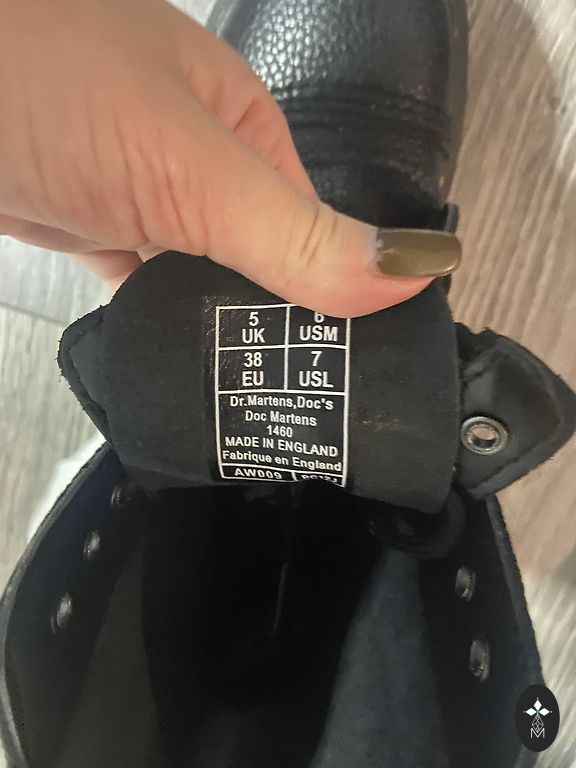 5 6
UK USM
38 7
EU USL
Dr.Martens,Doc's
Doc Martens
1460
MADE IN ENGLAND
Fabrique en England
AW009